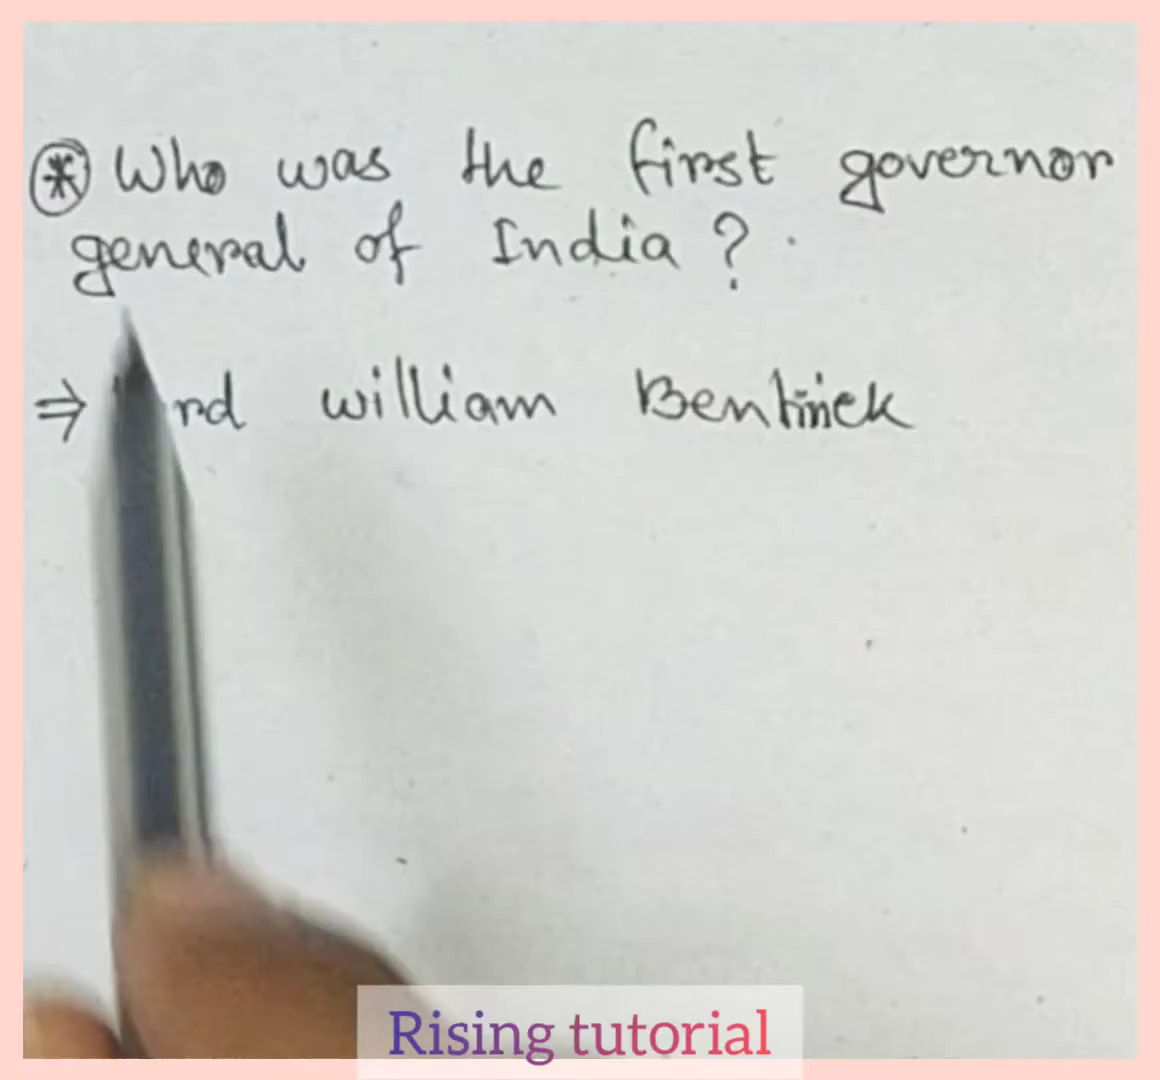 Who was the first governor
general of India ?
⇒ rd william Bentinck
Rising tutorial